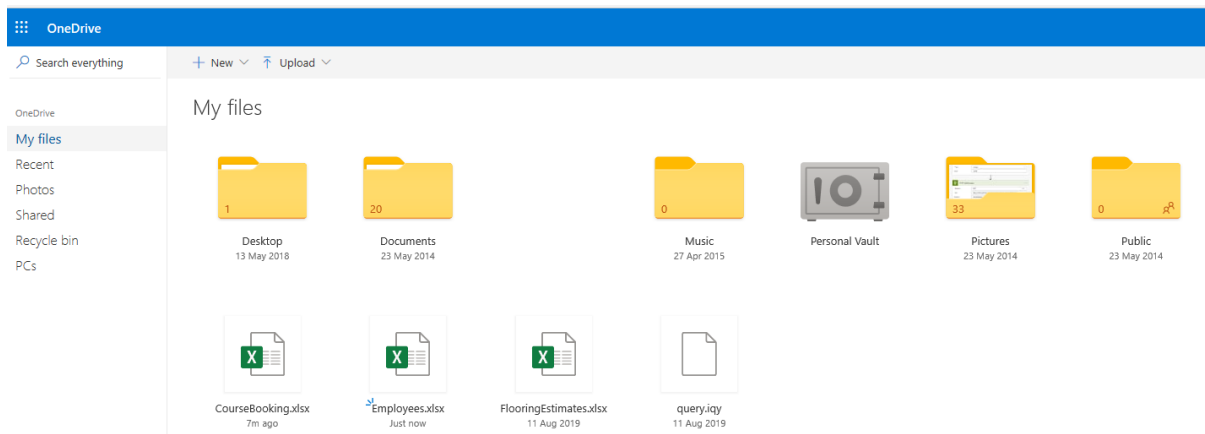 OneDrive
Search everything
New
Upload
OneDrive
My files
Recent
Photos
Shared
Recycle bin
PCs
My files
1
20
0
33
0
Desktop
Documents
Music
Personal Vault
Pictures
Public
13 May 2018
23 May 2014
27 Apr 2015
23 May 2014
23 May 2014
X
X
X
CourseBooking.xlsx
Employees.xlsx
FlooringEstimates.xlsx
query.iqy
7m ago
Just now
11 Aug 2019
11 Aug 2019